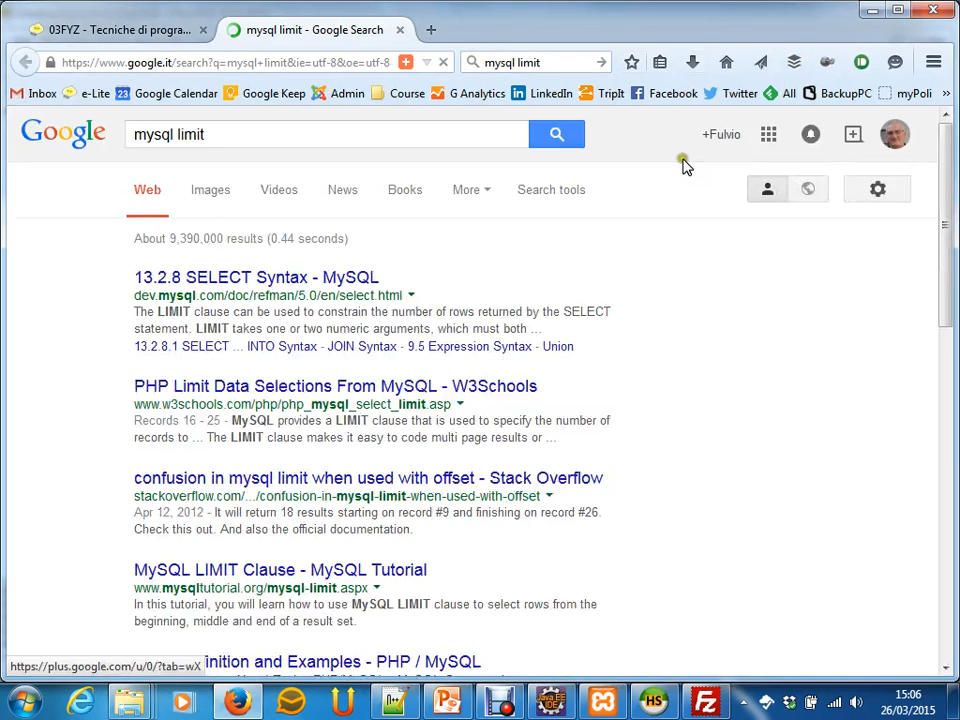 03FYZ - Tecniche di progra...
mysql limit - Google Search
https://www.google.it/search?q=mysql+limit&ie=utf-8&oe=utf-8
mysql limit
Inbox
e-Lite
23 Google Calendar
Google Keep
Admin
Course
G Analytics
LinkedIn
TripIt
Facebook
Twitter
All
BackupPC
myPoli
»
Google
mysql limit
+Fulvio
Web
Images
Videos
News
Books
More
Search tools
About 9,390,000 results (0.44 seconds)
13.2.8 SELECT Syntax - MySQL
dev.mysql.com/doc/refman/5.0/en/select.html
The LIMIT clause can be used to constrain the number of rows returned by the SELECT
statement. LIMIT takes one or two numeric arguments, which must both ...
13.2.8.1 SELECT ... INTO Syntax - JOIN Syntax - 9.5 Expression Syntax - Union
PHP Limit Data Selections From MySQL - W3Schools
www.w3schools.com/php/php_mysql_select_limit.asp
Records 16 - 25 - MySQL provides a LIMIT clause that is used to specify the number of
records to ... The LIMIT clause makes it easy to code multi page results or ...
confusion in mysql limit when used with offset - Stack Overflow
stackoverflow.com/.../confusion-in-mysql-limit-when-used-with-offset
Apr 12, 2012 - It will return 18 results starting on record #9 and finishing on record #26.
Check this out. And also the official documentation.
MySQL LIMIT Clause - MySQL Tutorial
www.mysqltutorial.org/mysql-limit.aspx
In this tutorial, you will learn how to use MySQL LIMIT clause to select rows from the
beginning, middle and end of a result set.
inition and Examples - PHP / MySQL
https://plus.google.com/u/0/?tab=wX
15:06
26/03/2015